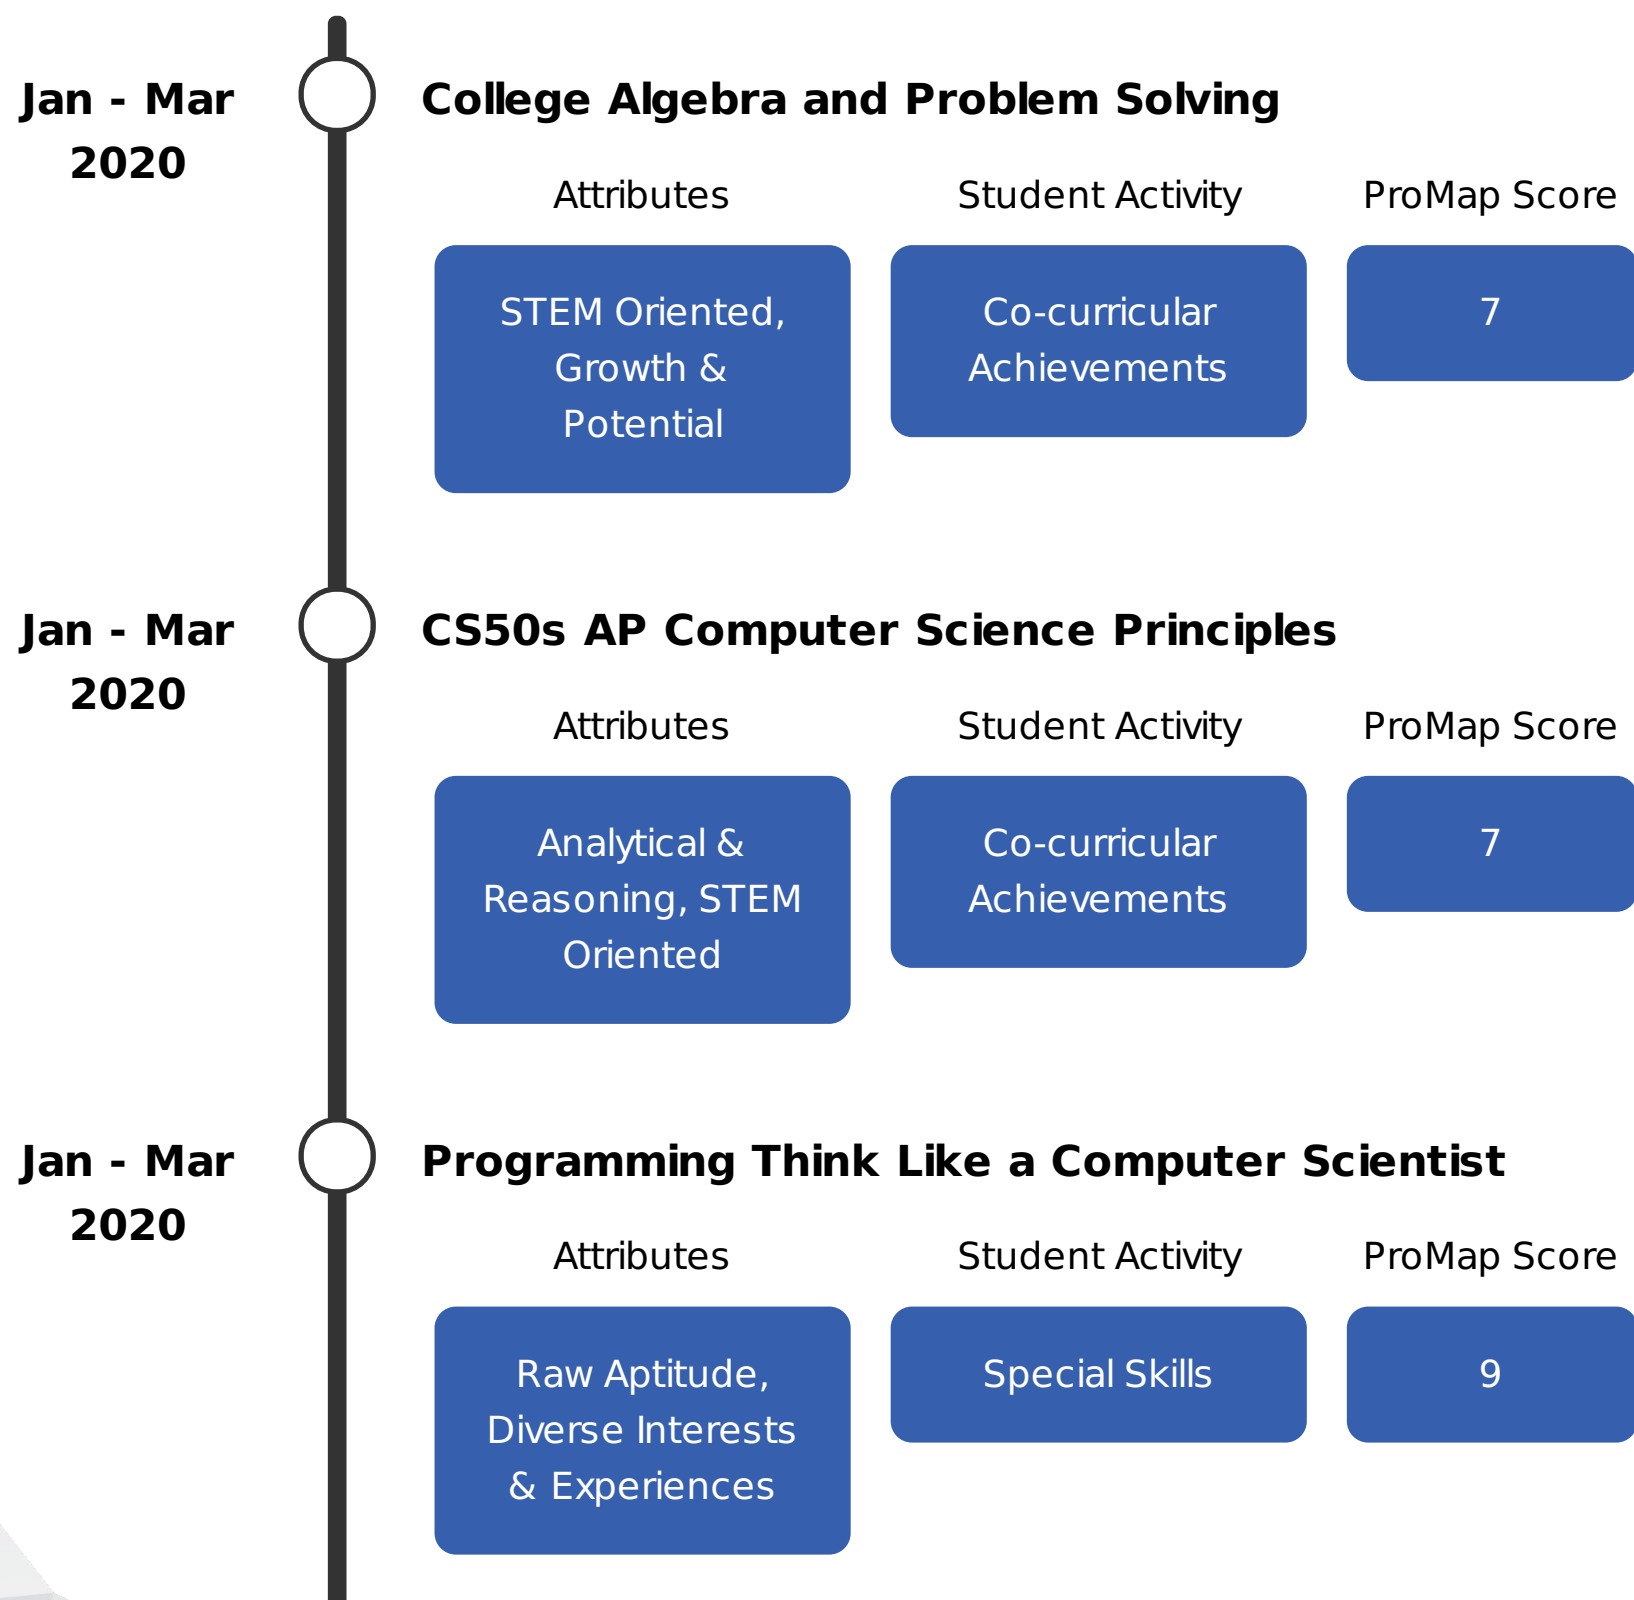 Jan - Mar
2020
College Algebra and Problem Solving
Attributes
Student Activity
ProMap Score
STEM Oriented,
Growth &
Potential
Co-curricular
Achievements
7
Jan - Mar
2020
CS50s AP Computer Science Principles
Attributes
Student Activity
ProMap Score
Analytical &
Reasoning, STEM
Oriented
Co-curricular
Achievements
7
Jan - Mar
2020
Programming Think Like a Computer Scientist
Attributes
Student Activity
ProMap Score
Raw Aptitude,
Diverse Interests
& Experiences
Special Skills
9